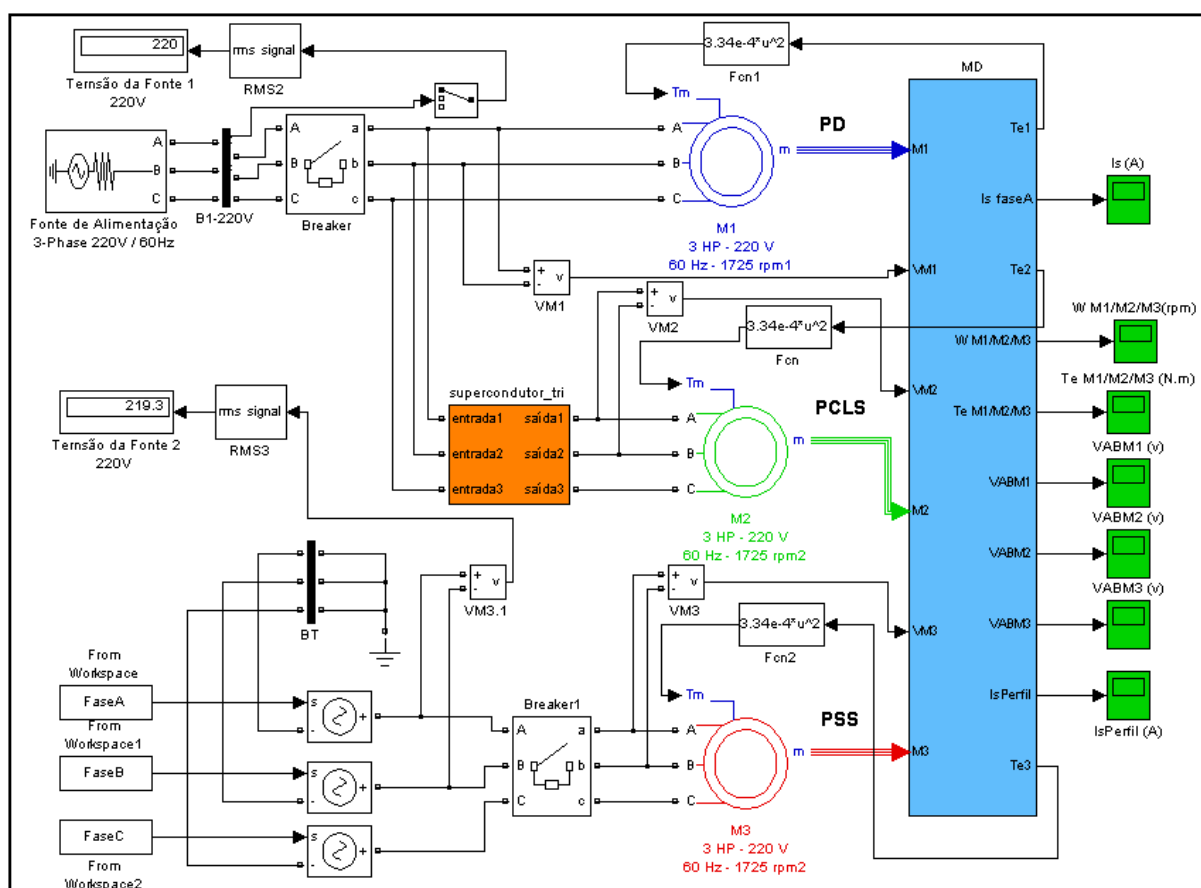 220
Ternsão da Fonte 1
220V
rms signal
RMS2
3.34e-4*u^2
Fcn1
MD
Tm
A
B
C
Fonte de Alimentação
3-Phase 220V / 60Hz
B1-220V
A
B
C
a
b
c
Breaker
A
B
C
m
PD
M1
3 HP - 220 V
60 Hz - 1725 rpm1
M1
Te1
Is faseA
Is (A)
+
-
v
VM1
+
-
v
VM2
VM1
Te2
3.34e-4*u^2
Fcn
W M1/M2/M3
W M1/M2/M3(rpm)
219.3
Ternsão da Fonte 2
220V
rms signal
RMS3
supercondutor_tri
entrada1
saída1
entrada2
saída2
entrada3
saída3
Tm
A
B
C
m
PCLS
M2
3 HP - 220 V
60 Hz - 1725 rpm2
VM2
Te M1/M2/M3
Te M1/M2/M3 (N.m)
VABM1
VABM1 (v)
M2
VABM2
VABM2 (v)
BT
+
-
v
VM3.1
+
-
v
VM3
3.34e-4*u^2
Fcn2
VM3
VABM3
VABM3 (v)
From
Workspace
FaseA
s
-
+
From
Workspace1
FaseB
s
-
+
FaseC
s
-
+
From
Workspace2
Breaker1
A
B
C
a
b
c
Tm
A
B
C
m
PSS
M3
3 HP - 220 V
60 Hz - 1725 rpm2
M3
IsPerfil
IsPerfil (A)
Te3